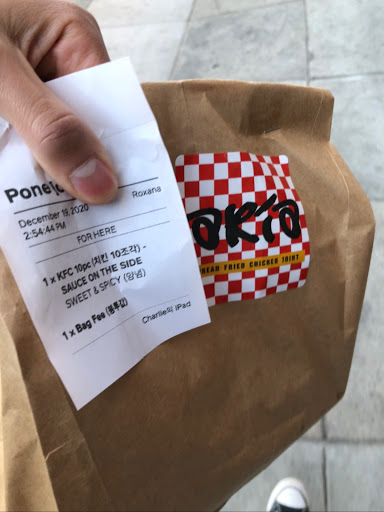 Roxana
December 19, 2020
2:54:44 PM
FOR HERE
1 x KFC 10pc (치킨 10조각) -
SAUCE ON THE SIDE
SWEET & SPICY (양념)
1 x Bag Fee (봉투값)
Charlie의 iPad
aria
FRIED CHICKEN JOINT